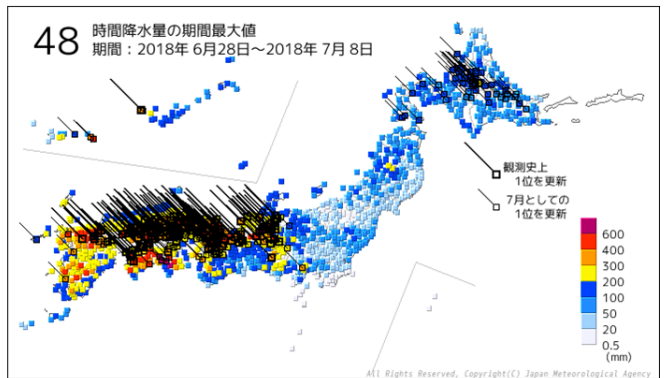 48 時間降水量の期間最大値
期間：2018年 6月28日～2018年 7月 8日
観測史上
1位を更新
7月としての
1位を更新
600
400
300
200
100
50
20
0.5
(mm)
All Rights Reserved, Copyright(C) Japan Meteorological Agency